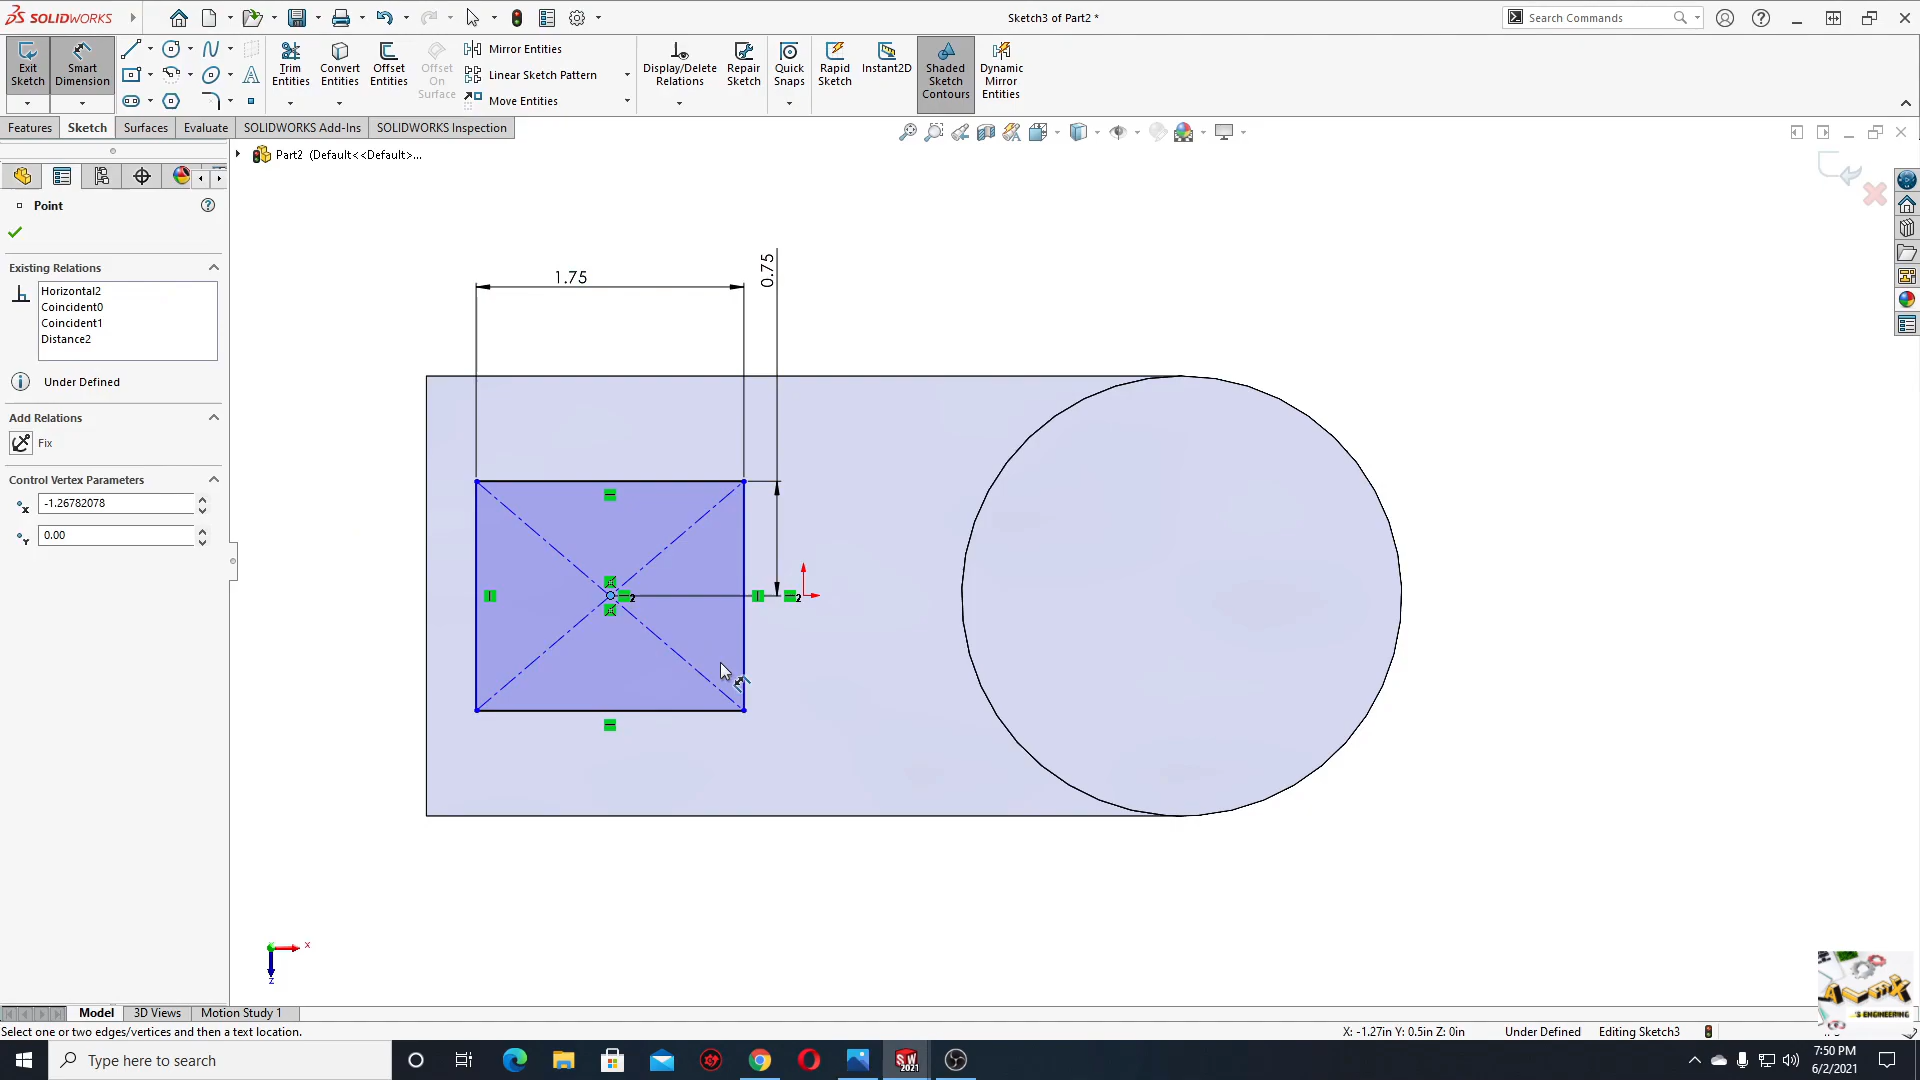 SOLIDWORKS
Sketch3 of Part2 *
Search Commands
Exit Sketch
Smart Dimension
Trim Entities
Convert Entities
Offset Entities
Offset On Surface
Mirror Entities
Linear Sketch Pattern
Move Entities
Display/Delete Relations
Repair Sketch
Quick Snaps
Rapid Sketch
Instant2D
Shaded Sketch Contours
Dynamic Mirror Entities
Features
Sketch
Surfaces
Evaluate
SOLIDWORKS Add-Ins
SOLIDWORKS Inspection
Part2 (Default<<Default>...
Point
Existing Relations
Horizontal2
Coincident0
Coincident1
Distance2
Under Defined
Add Relations
Fix
Control Vertex Parameters
-1.26782078
0.00
1.75
0.75
2
2
x
z
Model
3D Views
Motion Study 1
Select one or two edges/vertices and then a text location.
X: -1.27in Y: 0.5in Z: 0in
Under Defined
Editing Sketch3
'S ENGINEERING
Type here to search
SW
2021
7:50 PM
6/2/2021